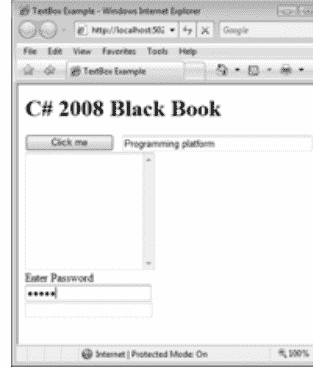 TextBox Example - Windows Internet Explorer
http://localhost:502 Google
File Edit View Favorites Tools Help
TextBox Example
C# 2008 Black Book
Click me Programming platform
Enter Password
•••••
Internet | Protected Mode: On 100%